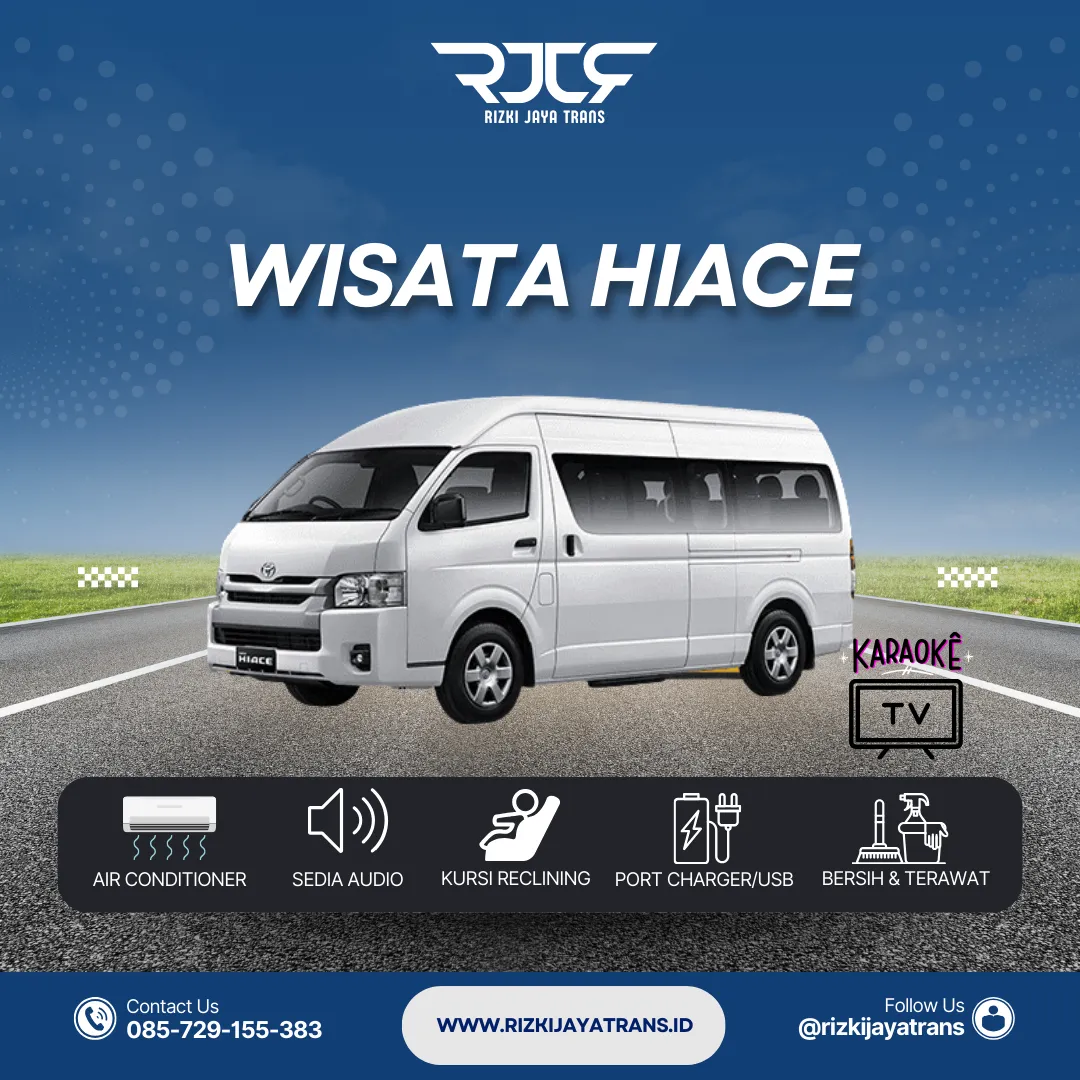 RJTR
RIZKI JAYA TRANS
WISATA HIACE
HIACE
KARAOKÊ
TV
AIR CONDITIONER
SEDIA AUDIO
KURSI RECLINING
PORT CHARGER/USB
BERSIH & TERAWAT
Contact Us
085-729-155-383
WWW.RIZKIJAYATRANS.ID
Follow Us
@rizkijayatrans